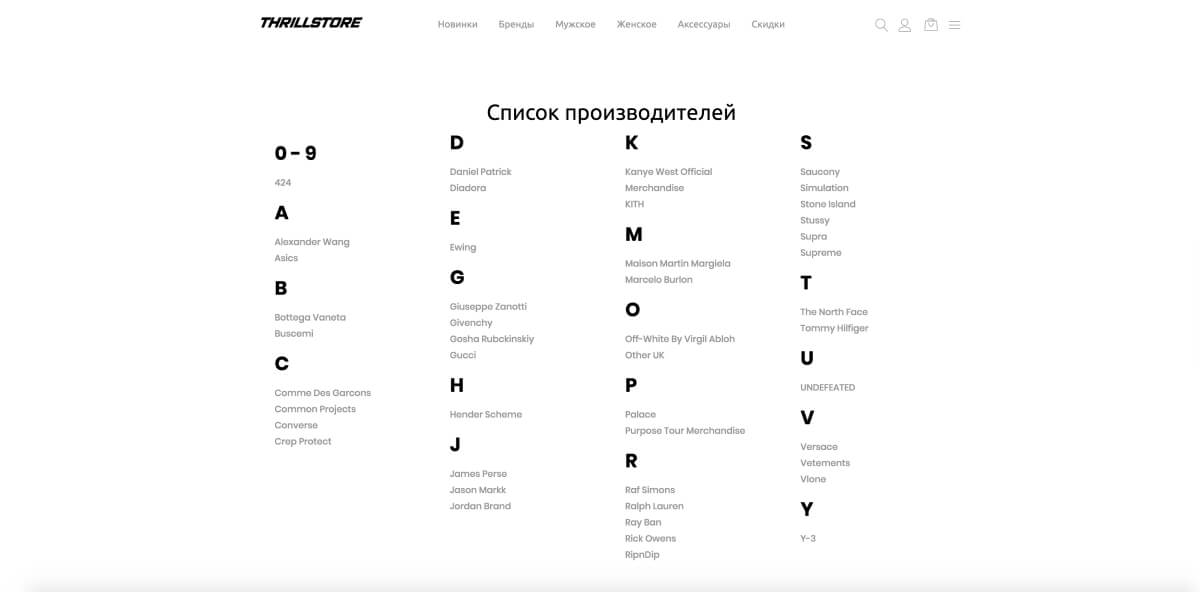 THRILLSTORE
Новинки Бренды Мужское Женское Аксессуары Скидки
Список производителей
0 - 9
424
A
Alexander Wang
Asics
B
Bottega Vaneta
Buscemi
C
Comme Des Garcons
Common Projects
Converse
Crep Protect
D
Daniel Patrick
Diadora
E
Ewing
G
Giuseppe Zanotti
Givenchy
Gosha Rubckinskiy
Gucci
H
Hender Scheme
J
James Perse
Jason Markk
Jordan Brand
K
Kanye West Official
Merchandise
KITH
M
Maison Martin Margiela
Marcelo Burlon
O
Off-White By Virgil Abloh
Other UK
P
Palace
Purpose Tour Merchandise
R
Raf Simons
Ralph Lauren
Ray Ban
Rick Owens
RipnDip
S
Saucony
Simulation
Stone Island
Stussy
Supra
Supreme
T
The North Face
Tommy Hilfiger
U
UNDEFEATED
V
Versace
Vetements
Vlone
Y
Y-3